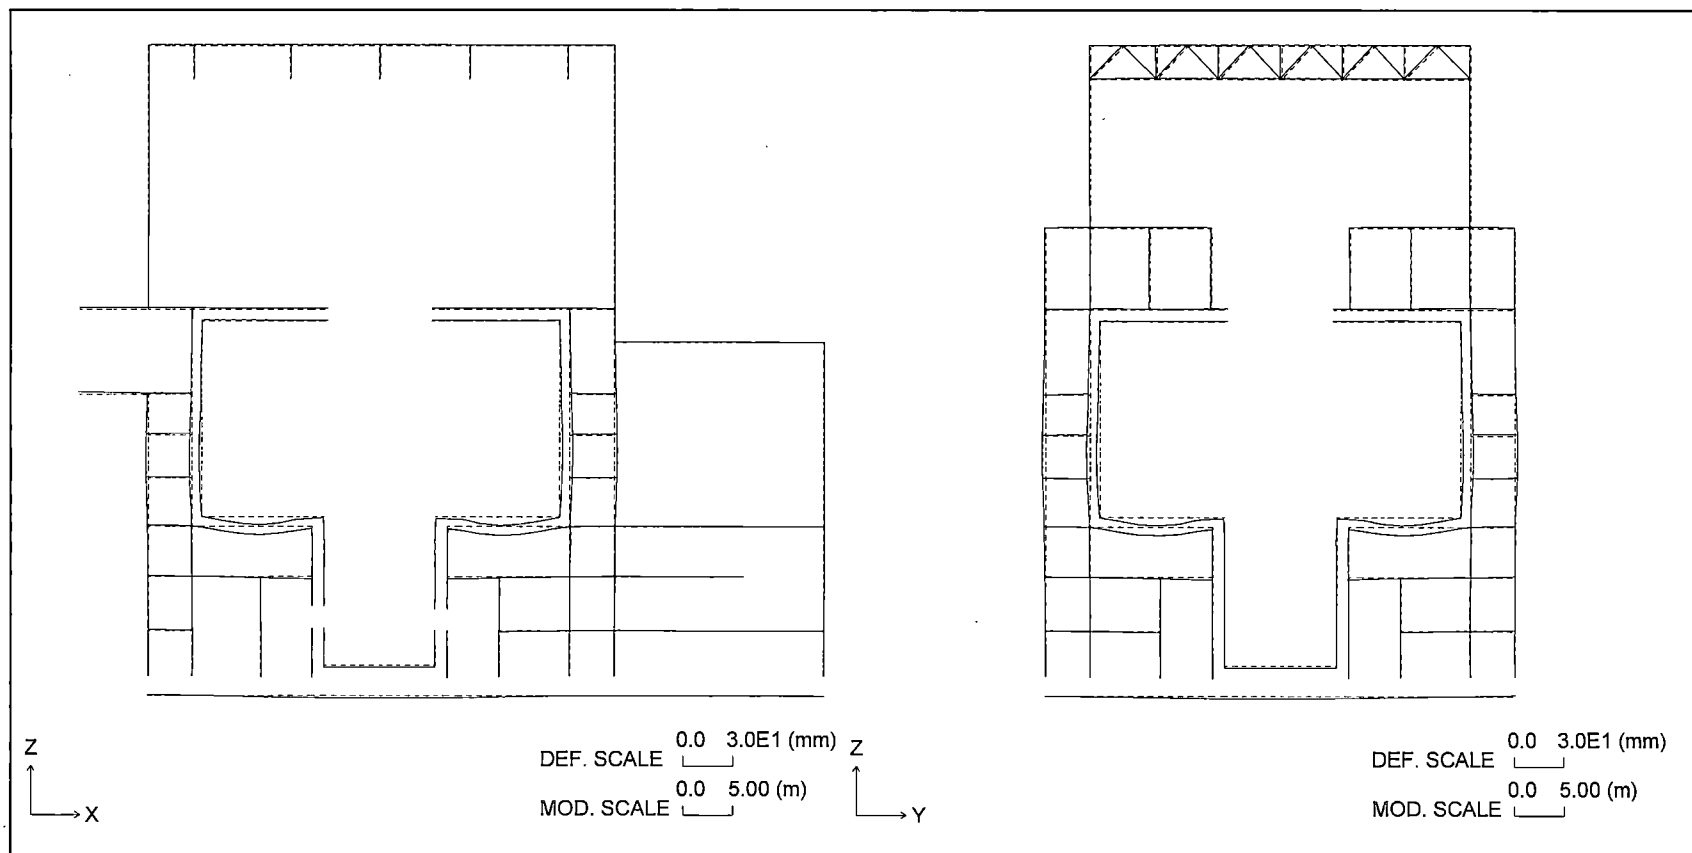 Z
X
DEF. SCALE 0.0 3.0E1 (mm)
MOD. SCALE 0.0 5.00 (m)
Z
Y
DEF. SCALE 0.0 3.0E1 (mm)
MOD. SCALE 0.0 5.00 (m)